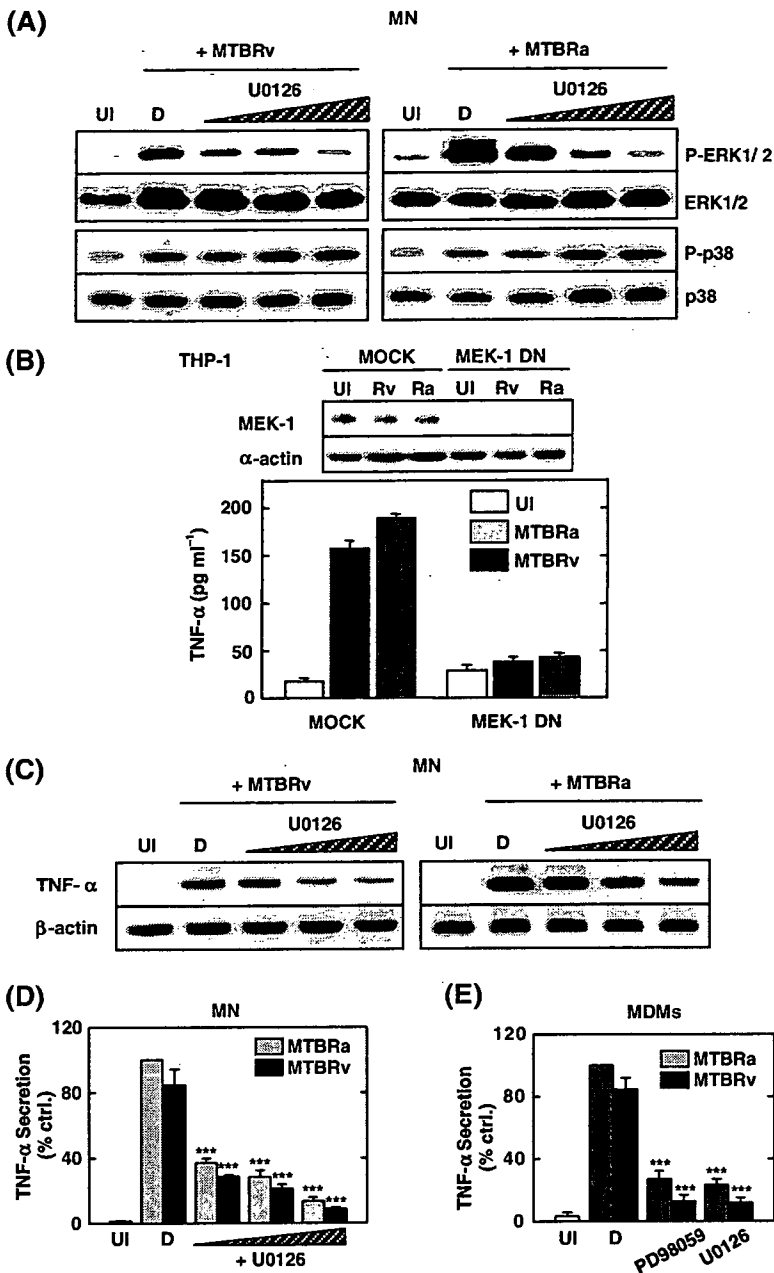 (A) MN
+ MTBRv + MTBRa
U0126 U0126
UI D UI D
P-ERK1/2
ERK1/2
P-p38
p38
(B) THP-1 MOCK MEK-1 DN
UI Rv Ra UI Rv Ra
MEK-1
α-actin
200
150
100
50
0
TNF-α (pg ml⁻¹)
UI
MTBRa
MTBRv
MOCK MEK-1 DN
(C) MN
+ MTBRv + MTBRa
U0126 U0126
UI D UI D
TNF-α
β-actin
(D) MN
120
80
40
0
TNF-α Secretion
(% ctrl.)
MTBRa
MTBRv
*** *** *** *** *** ***
UI D + U0126
(E) MDMs
120
80
40
0
TNF-α Secretion
(% ctrl.)
MTBRa
MTBRv
*** *** *** ***
UI D PD98059 U0126